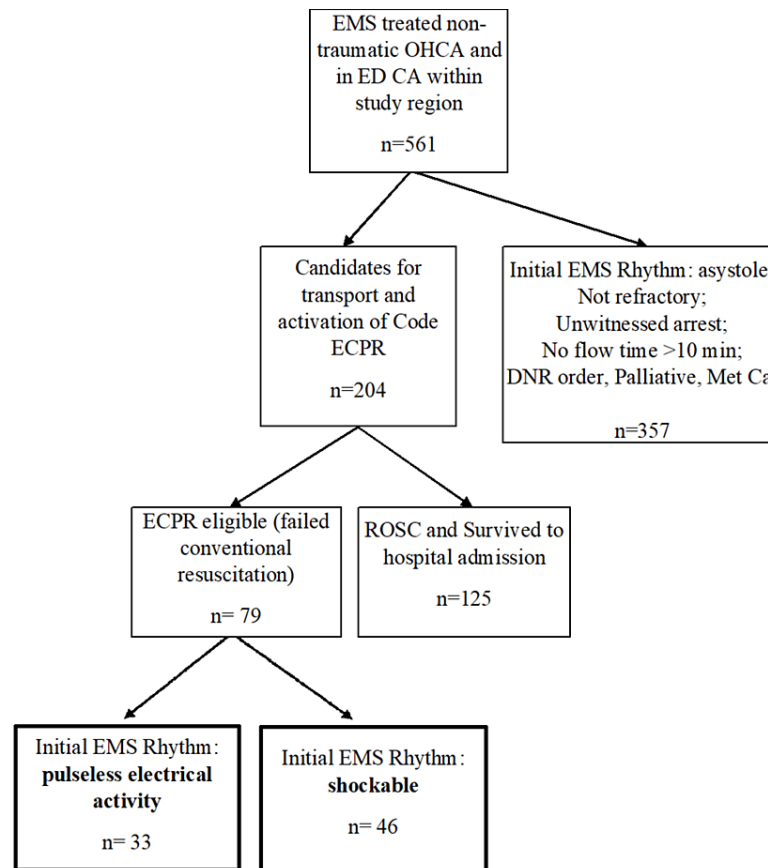 EMS treated non-
traumatic OHCA and
in ED CA within
study region
n=561
Candidates for
transport and
activation of Code
ECPR
n=204
Initial EMS Rhythm: asystole
Not refractory;
Unwitnessed arrest;
No flow time >10 min;
DNR order, Palliative, Met Ca
n=357
ECPR eligible (failed
conventional
resuscitation)
n= 79
ROSC and Survived to
hospital admission
n=125
Initial EMS Rhythm:
pulseless electrical
activity
n= 33
Initial EMS Rhythm:
shockable
n= 46